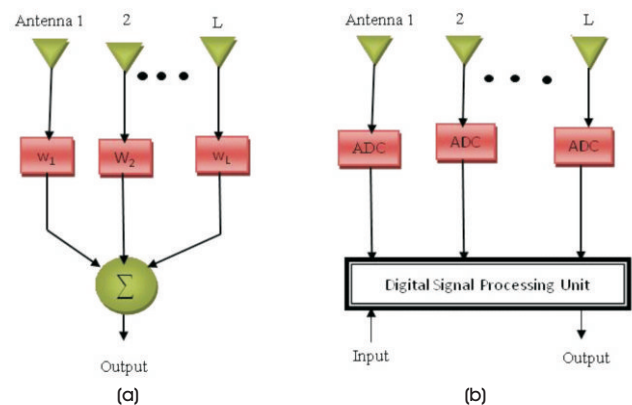 Antenna 1 2 L
w1 W2 wL
Σ
Output
(a)
Antenna 1 2 L
ADC ADC ADC
Digital Signal Processing Unit
Input Output
(b)